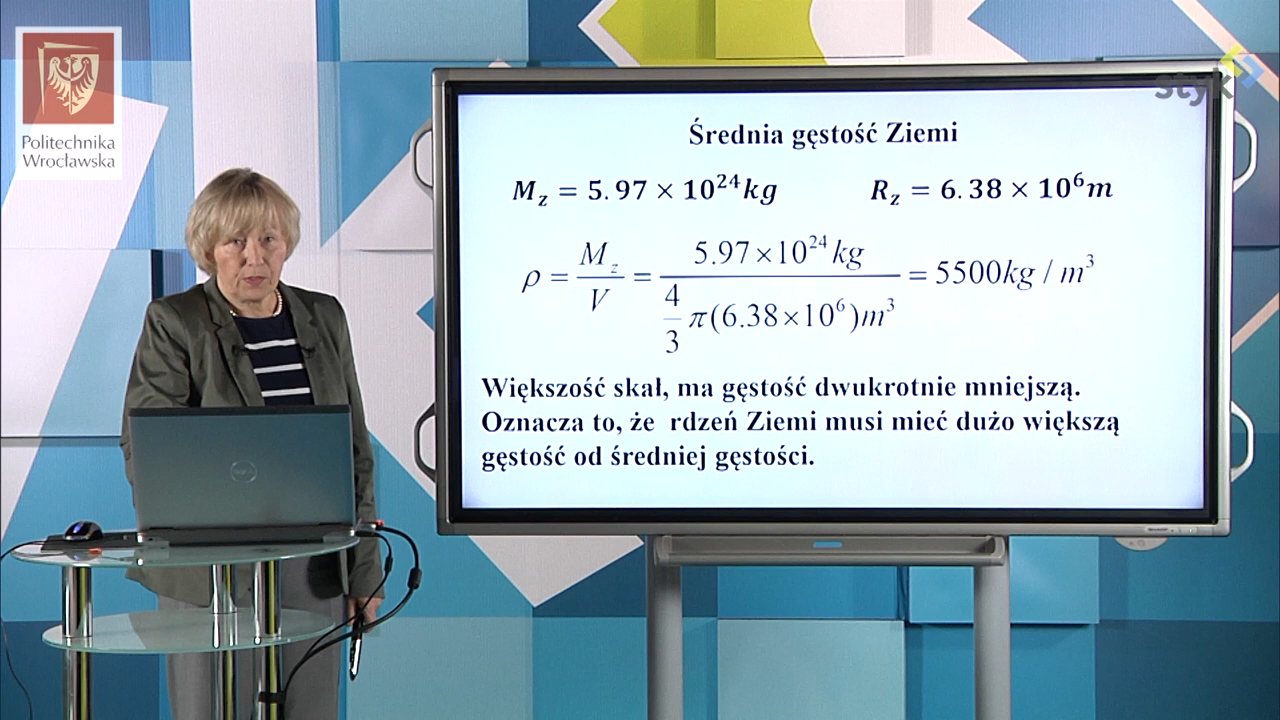 Politechnika
Wrocławska
styk
Średnia gęstość Ziemi
M_z = 5.97 × 10^24 kg R_z = 6.38 × 10^6 m
ρ = M_z / V = 5.97×10^24 kg / (4/3 π(6.38×10^6)m^3) = 5500kg / m^3
Większość skał, ma gęstość dwukrotnie mniejszą.
Oznacza to, że rdzeń Ziemi musi mieć dużo większą
gęstość od średniej gęstości.
DELL